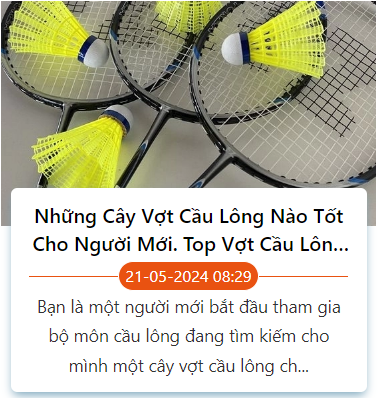 Những Cây Vợt Cầu Lông Nào Tốt
Cho Người Mới. Top Vợt Cầu Lôn...
21-05-2024 08:29
Bạn là một người mới bắt đầu tham gia
bộ môn cầu lông đang tìm kiếm cho
mình một cây vợt cầu lông ch...